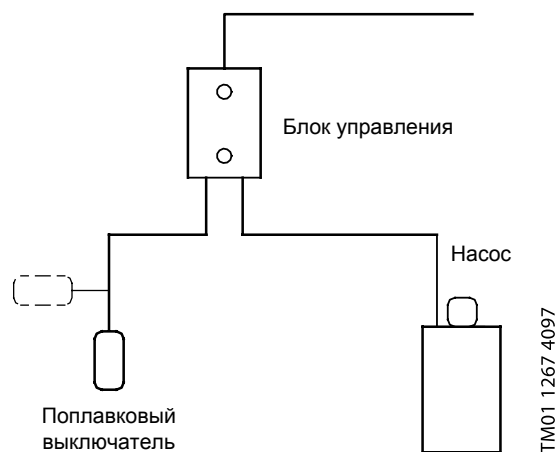 Блок управления
Насос
Поплавковый
выключатель
TM01 1267 4097